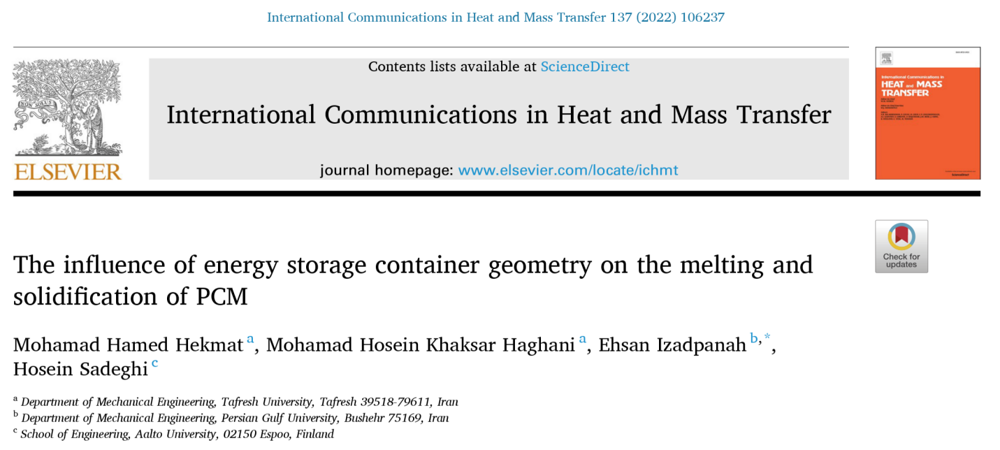 International Communications in Heat and Mass Transfer 137 (2022) 106237
Contents lists available at ScienceDirect
International Communications in Heat and Mass Transfer
journal homepage: www.elsevier.com/locate/ichmt
NON SOLUS
ELSEVIER
International Communications in
HEAT and MASS
TRANSFER
Check for
updates
The influence of energy storage container geometry on the melting and
solidification of PCM
Mohamad Hamed Hekmat a, Mohamad Hosein Khaksar Haghani a, Ehsan Izadpanah b,*,
Hosein Sadeghi c
a Department of Mechanical Engineering, Tafresh University, Tafresh 39518-79611, Iran
b Department of Mechanical Engineering, Persian Gulf University, Bushehr 75169, Iran
c School of Engineering, Aalto University, 02150 Espoo, Finland